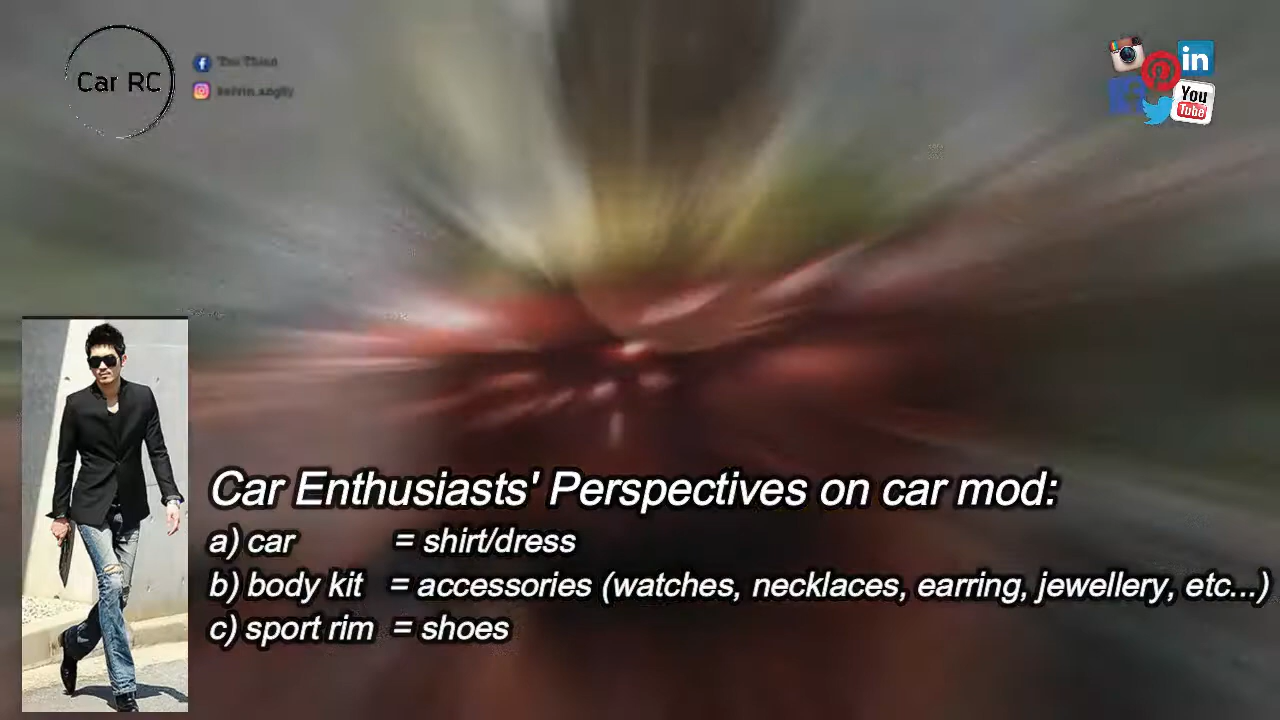 Car RC
You
Tube
in
Car Enthusiasts' Perspectives on car mod:
a) car = shirt/dress
b) body kit = accessories (watches, necklaces, earring, jewellery, etc...)
c) sport rim = shoes